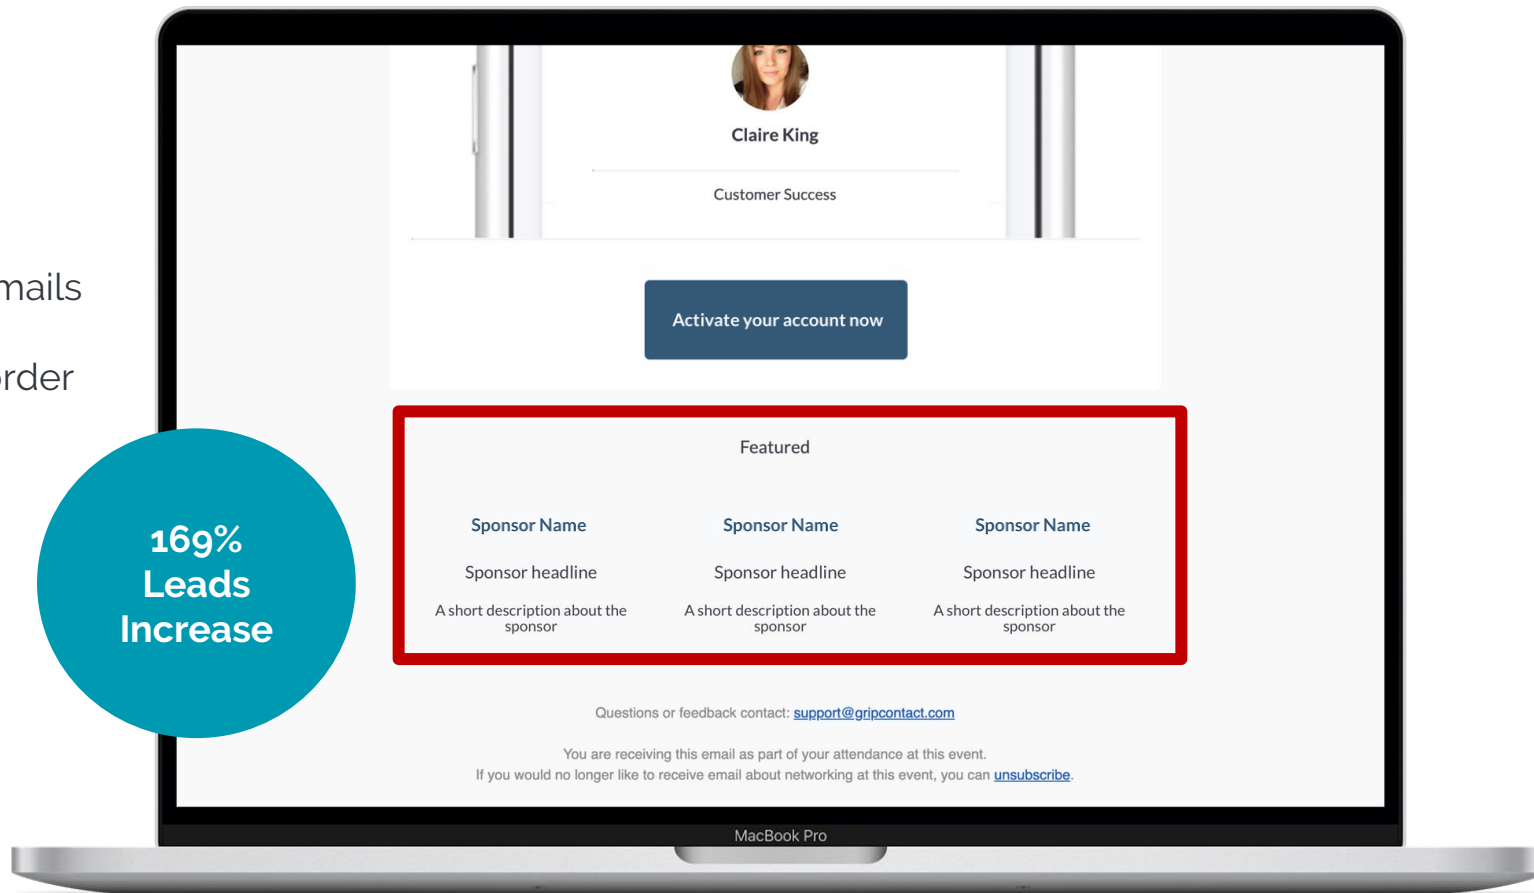 Claire King
Customer Success
Activate your account now
order
169%
Leads
Increase
Featured
Sponsor Name
Sponsor headline
A short description about the
sponsor
Sponsor Name
Sponsor headline
A short description about the
sponsor
Sponsor Name
Sponsor headline
A short description about the
sponsor
Questions or feedback contact: support@gripcontact.com
You are receiving this email as part of your attendance at this event.
If you would no longer like to receive email about networking at this event, you can unsubscribe.
MacBook Pro